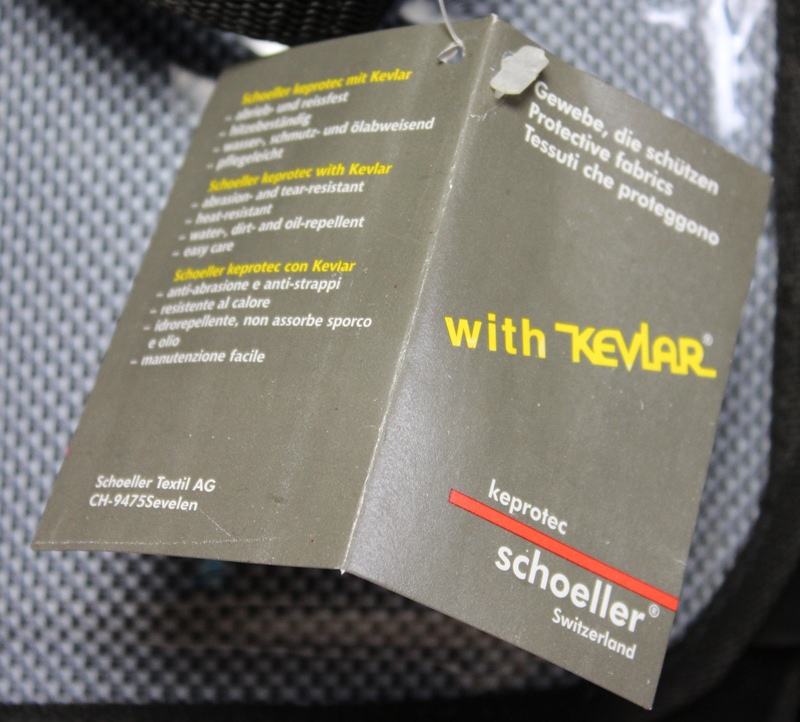 Schoeller keprotec mit Kevlar
- abrieb- und reissfest
- hitzebeständig
- wasser-, schmutz- und ölabweisend
- pflegeleicht
Schoeller keprotec with Kevlar
- abrasion- and tear-resistant
- heat-resistant
- water-, dirt- and oil-repellent
- easy care
Schoeller keprotec con Kevlar
- anti-abrasione e anti-strappi
- resistente al calore
- idrorepellente, non assorbe sporco
e olio
- manutenzione facile
Schoeller Textil AG
CH-9475Sevelen
Gewebe, die schützen
Protective fabrics
Tessuti che proteggono
with KEVLAR®
keprotec
schoeller®
Switzerland